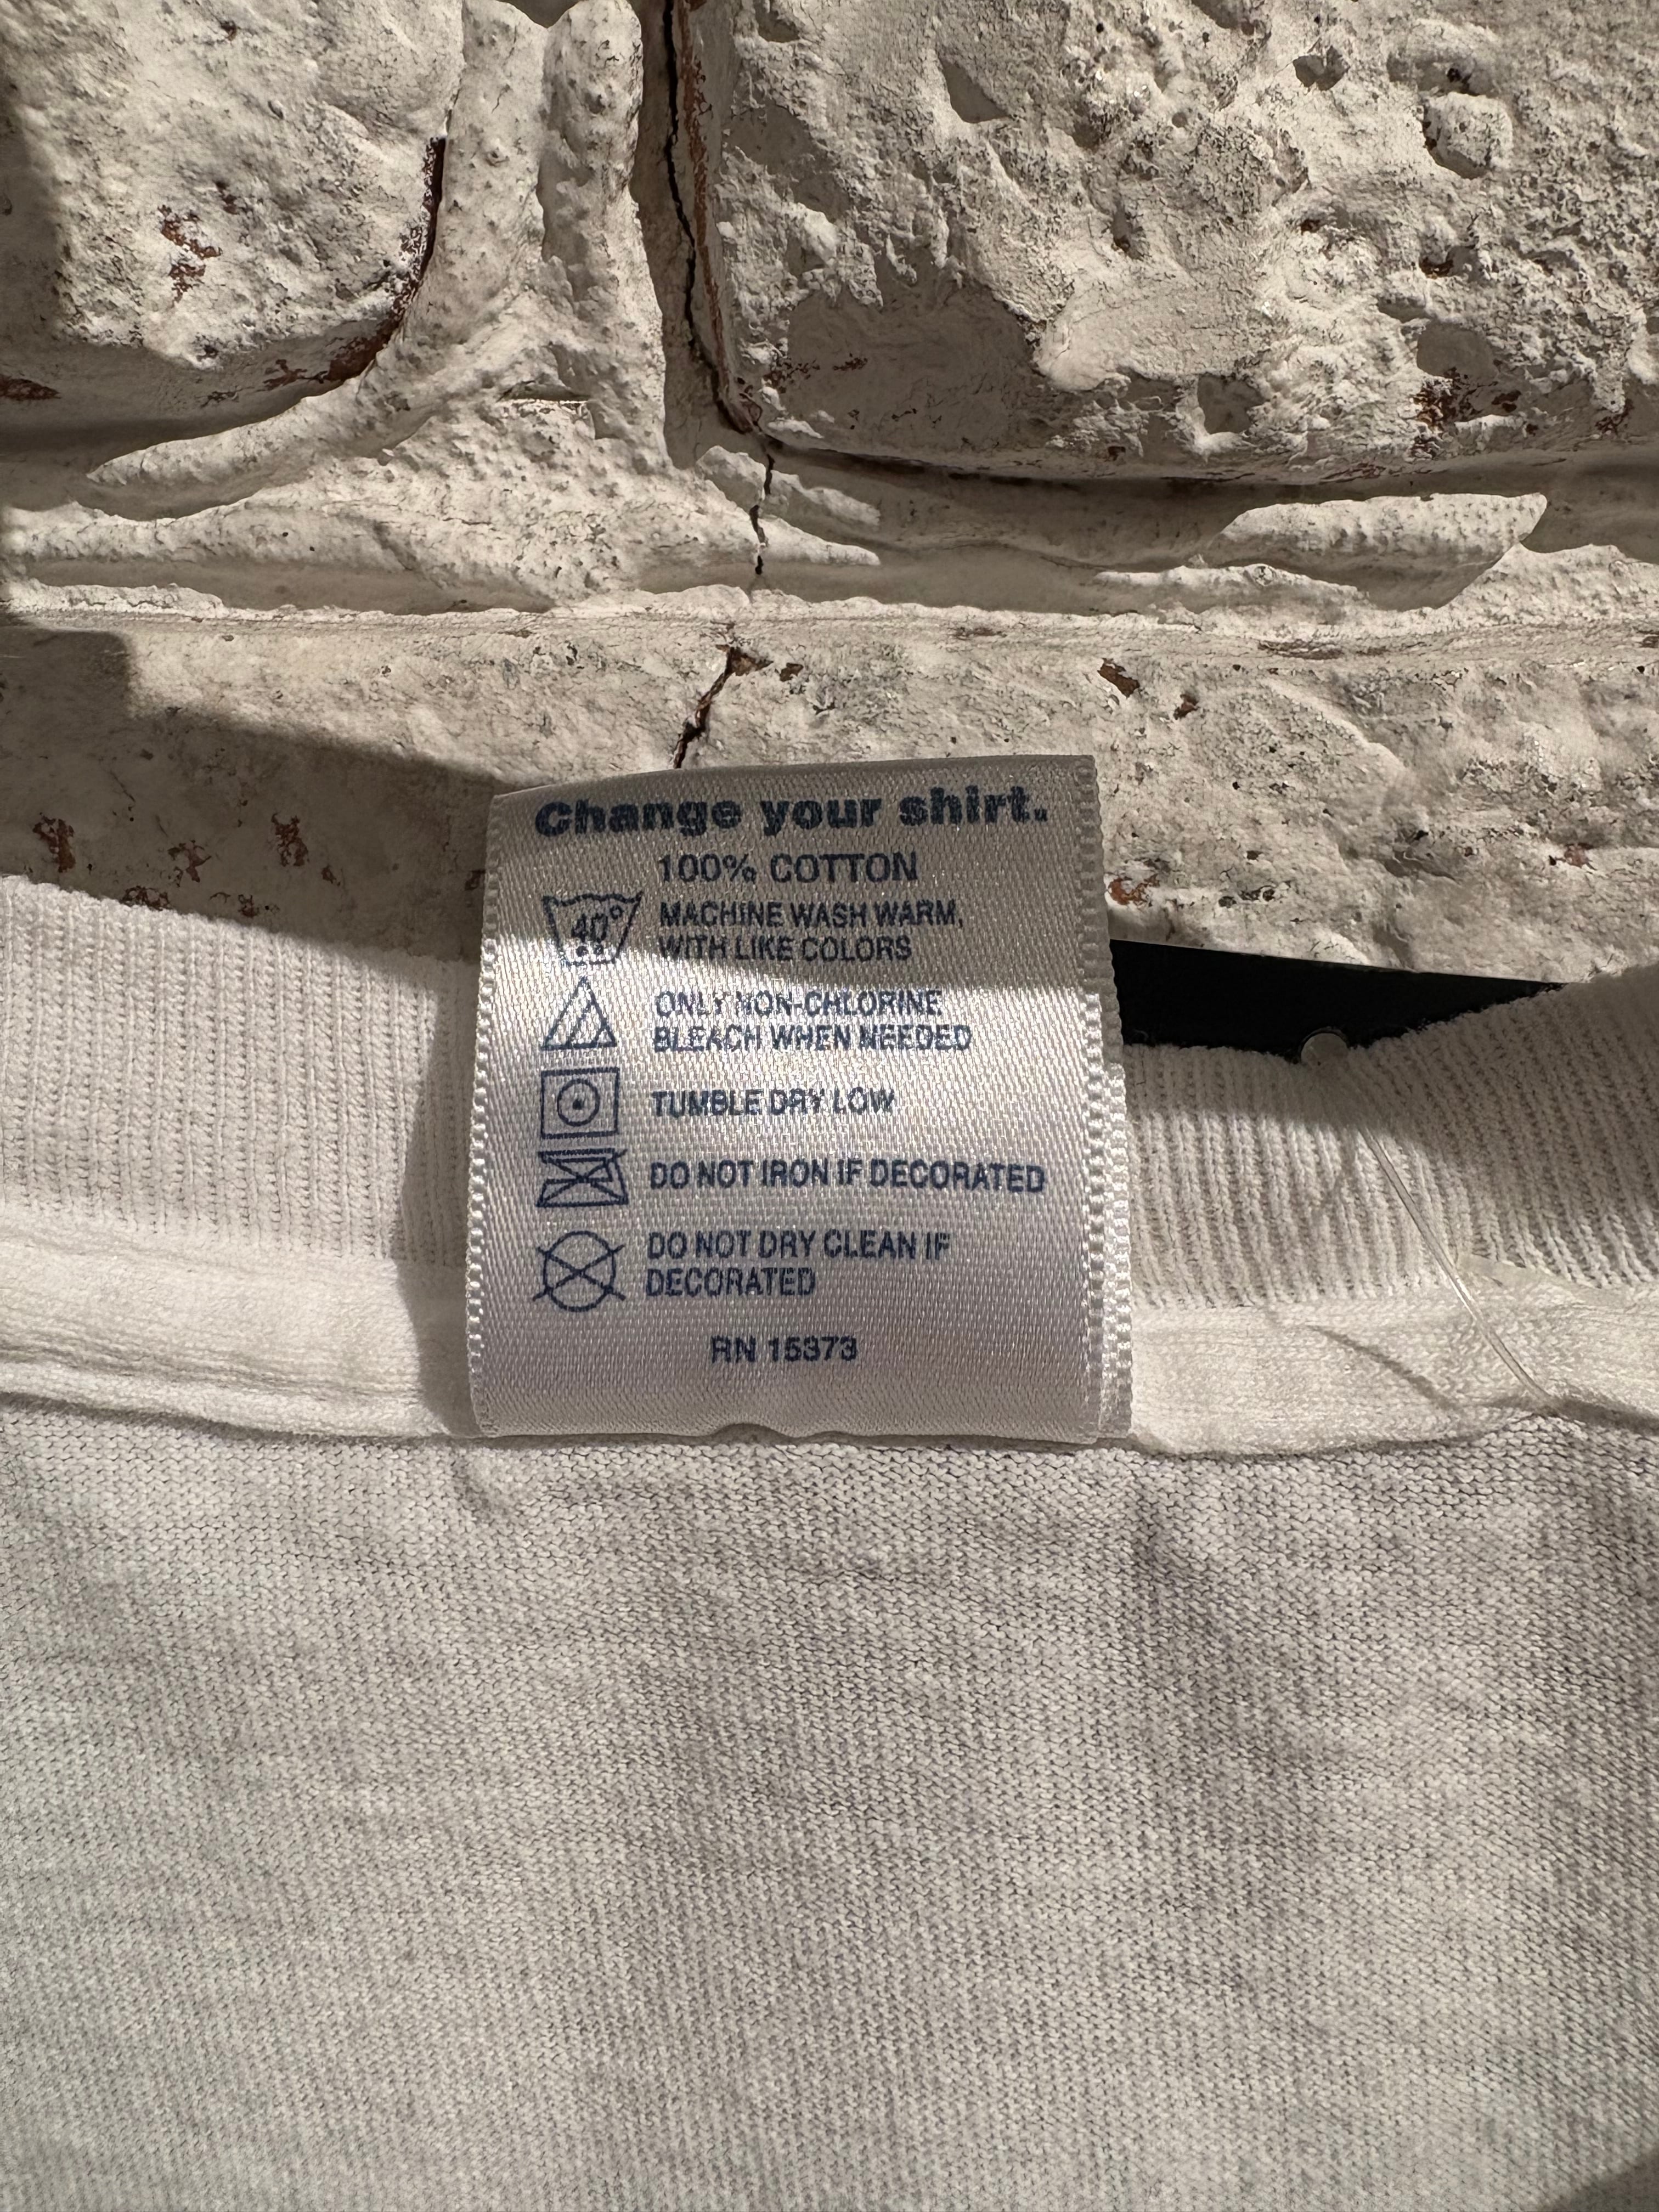 Change your shirt.
100% COTTON
40°
MACHINE WASH WARM,
WITH LIKE COLORS
ONLY NON-CHLORINE
BLEACH WHEN NEEDED
TUMBLE DRY LOW
DO NOT IRON IF DECORATED
DO NOT DRY CLEAN IF
DECORATED
RN 15373